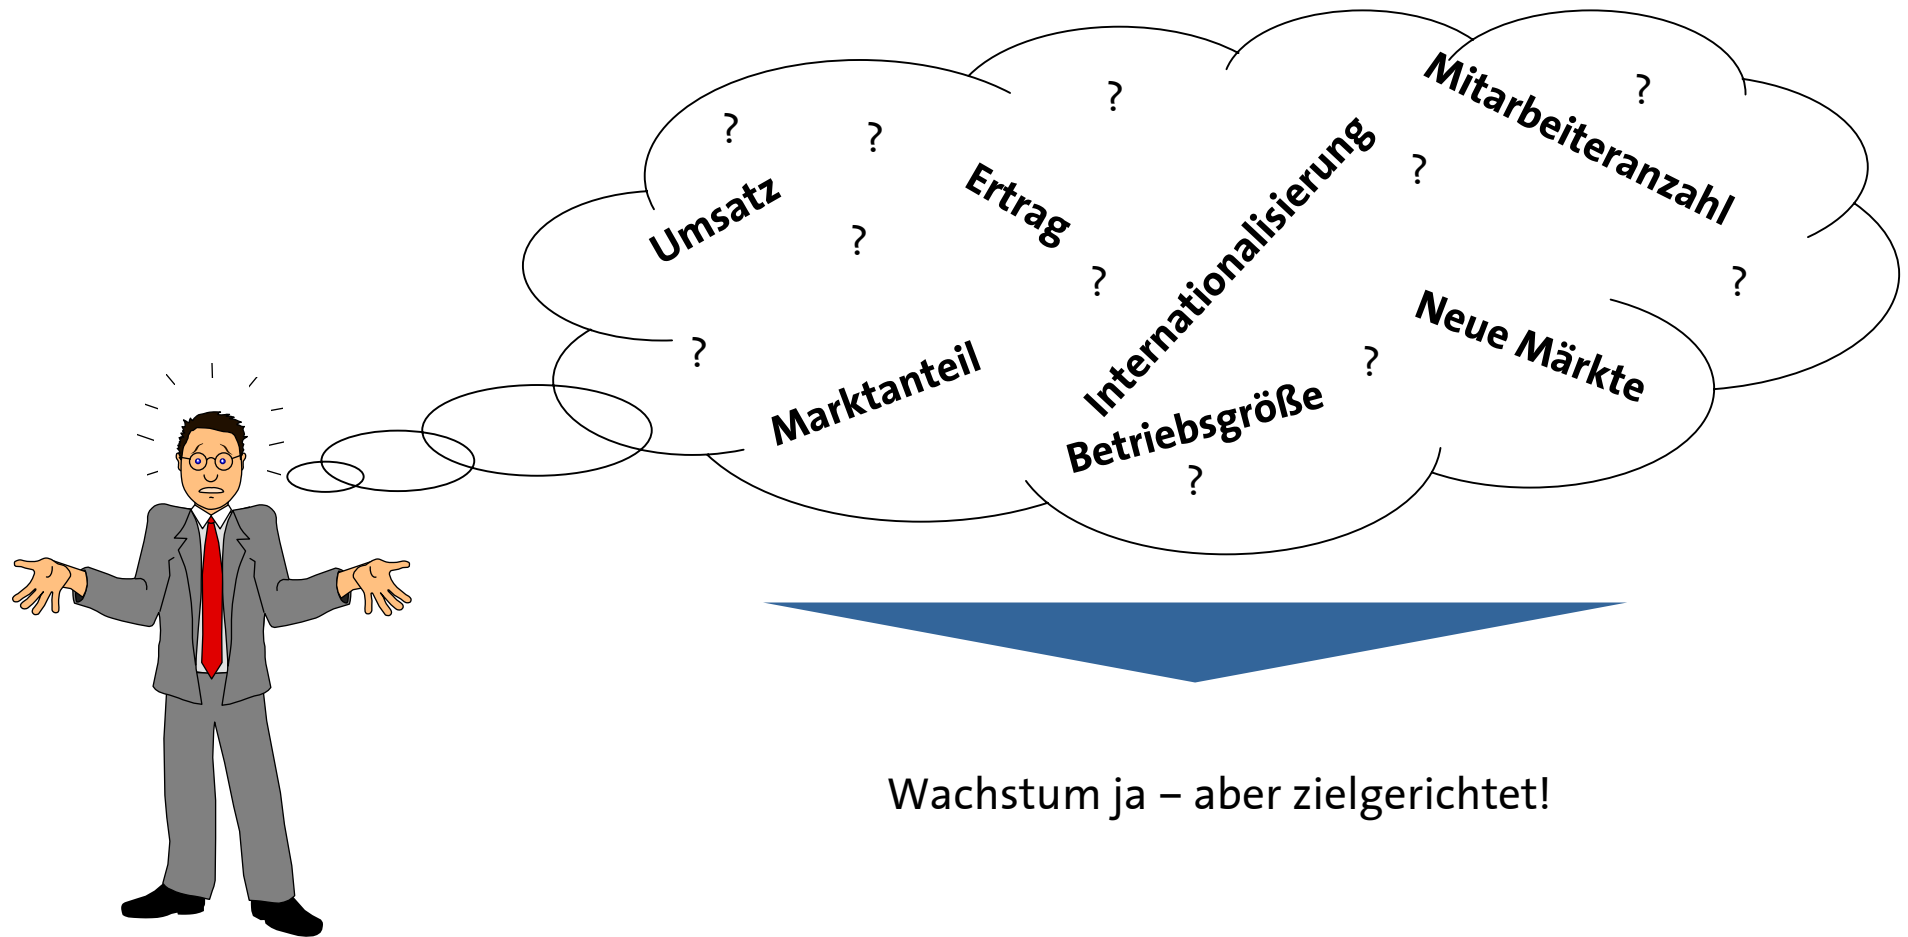 ?
Mitarbeiteranzahl
?
?
?
Internationalisierung
?
Ertrag
Umsatz
?
?
?
Neue Märkte
?
?
Marktanteil
Betriebsgröße
?
Wachstum ja – aber zielgerichtet!